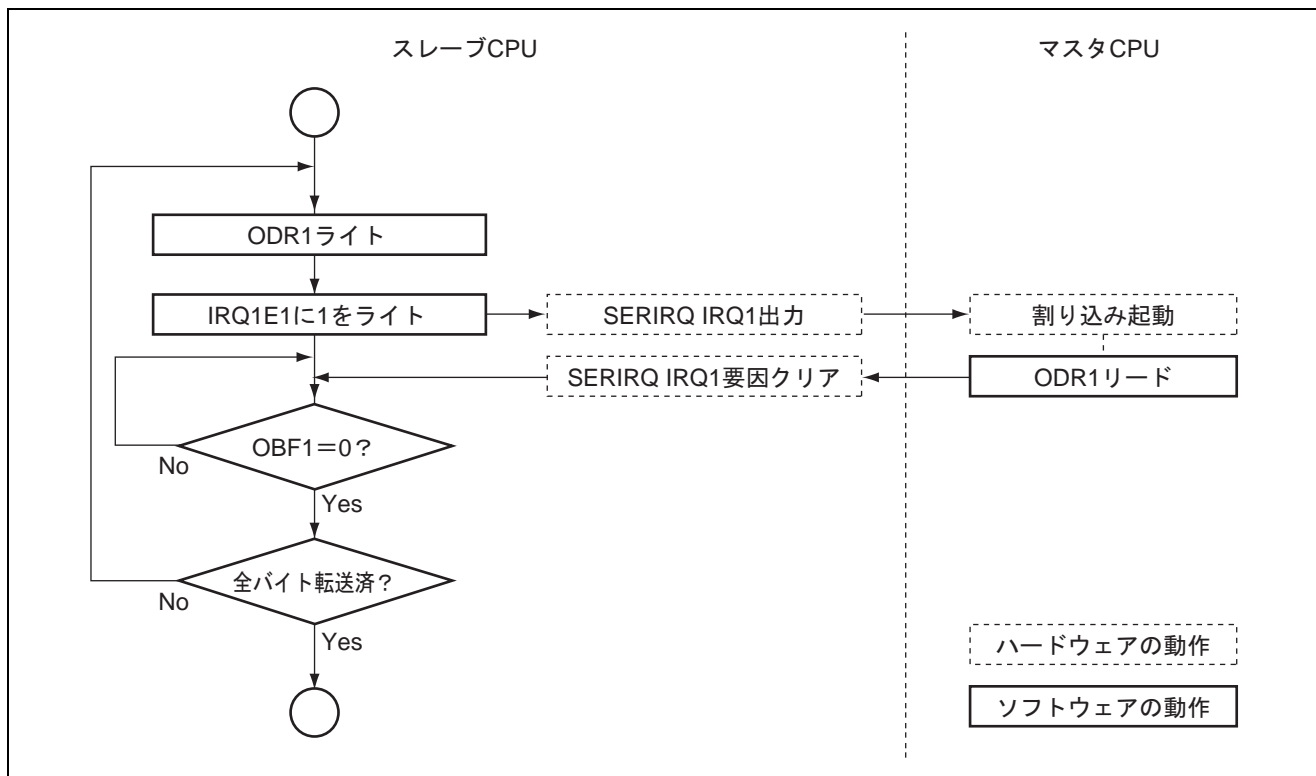 スレーブCPU
マスタCPU
ODR1ライト
IRQ1E1に1をライト
SERIRQ IRQ1出力
割り込み起動
SERIRQ IRQ1要因クリア
ODR1リード
OBF1＝0？
No
Yes
全バイト転送済？
No
Yes
ハードウェアの動作
ソフトウェアの動作